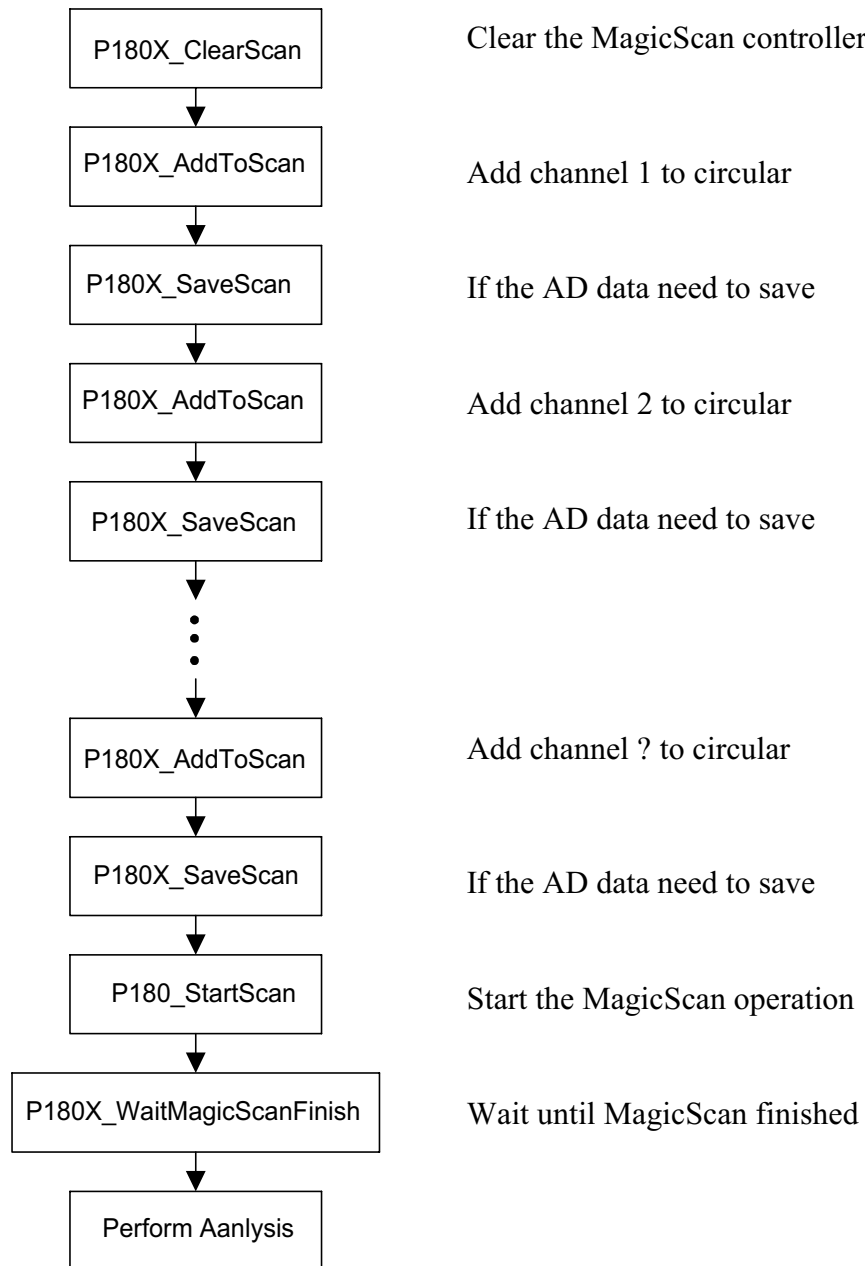 P180X_ClearScan
Clear the MagicScan controller
P180X_AddToScan
Add channel 1 to circular
P180X_SaveScan
If the AD data need to save
P180X_AddToScan
Add channel 2 to circular
P180X_SaveScan
If the AD data need to save
P180X_AddToScan
Add channel ? to circular
P180X_SaveScan
If the AD data need to save
P180_StartScan
Start the MagicScan operation
P180X_WaitMagicScanFinish
Wait until MagicScan finished
Perform Aanlysis